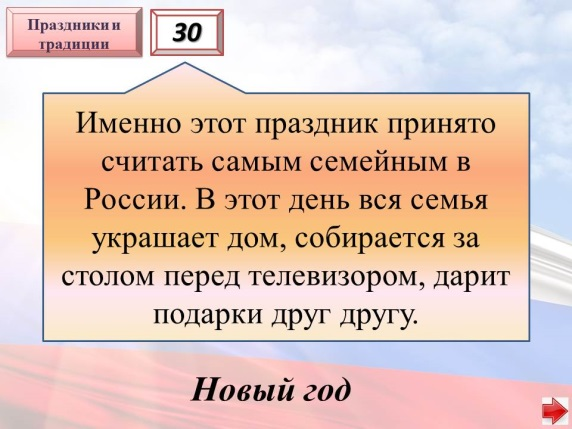 Праздники и
традиции
30
Именно этот праздник принято
считать самым семейным в
России. В этот день вся семья
украшает дом, собирается за
столом перед телевизором, дарит
подарки друг другу.
Новый год